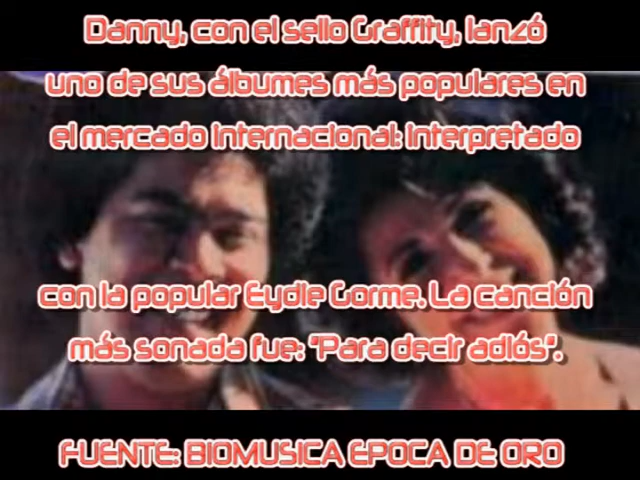 Danny, con el sello Graffity, lanzó
uno de sus álbumes más populares en
el mercado internacional: Interpretado
con la popular Eydie Gorme. La canción
más sonada fue: "Para decir adiós".
FUENTE: BIOMUSICA EPOCA DE ORO